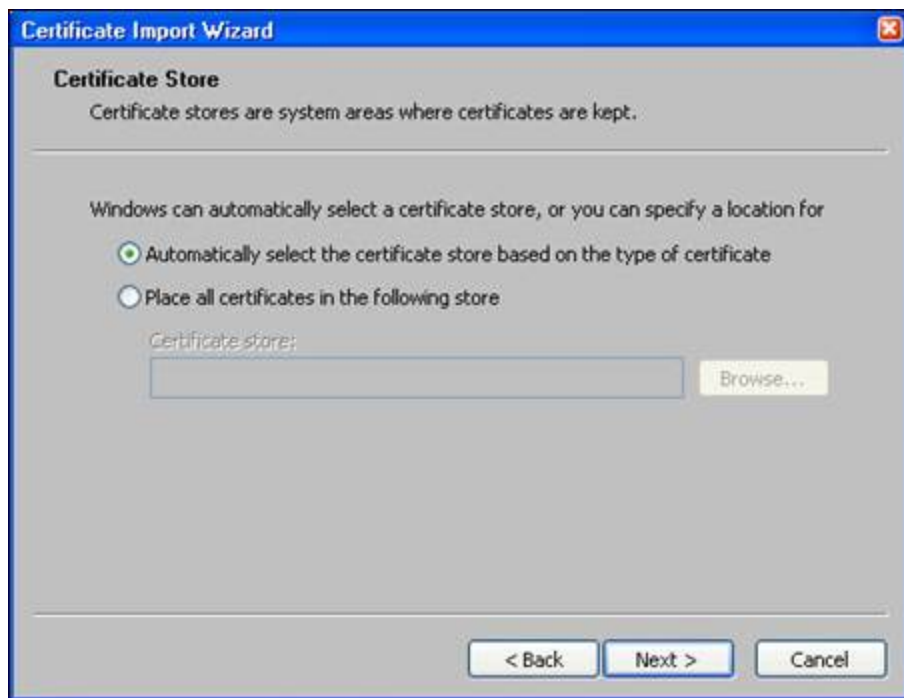 Certificate Import Wizard
Certificate Store
Certificate stores are system areas where certificates are kept.
Windows can automatically select a certificate store, or you can specify a location for
Automatically select the certificate store based on the type of certificate
Place all certificates in the following store
Certificate store:
Browse...
< Back Next > Cancel